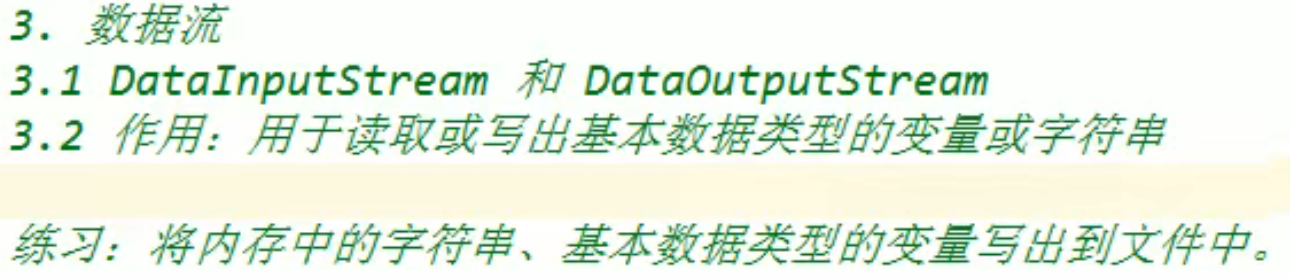 3. 数据流
3.1 DataInputStream 和 DataOutputStream
3.2 作用：用于读取或写出基本数据类型的变量或字符串
练习：将内存中的字符串、基本数据类型的变量写出到文件中。